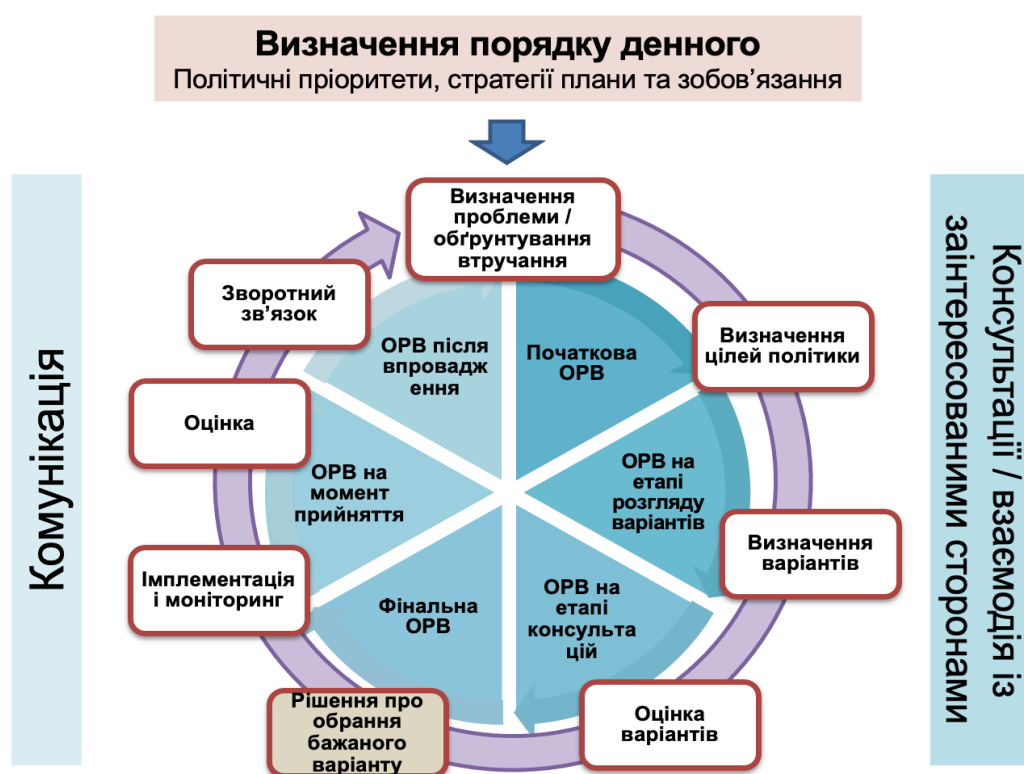 Визначення порядку денного
Політичні пріоритети, стратегії плани та зобов’язання
Комунікація
Консультації / взаємодія із
заінтересованими сторонами
Визначення
проблеми /
обґрунтування
втручання
Визначення
цілей політики
Визначення
варіантів
Оцінка
варіантів
Рішення про
обрання
бажаного
варіанту
Імплементація
і моніторинг
Оцінка
Зворотний
зв’язок
Початкова
ОРВ
ОРВ на
етапі
розгляду
варіантів
ОРВ на
етапі
консульта
цій
Фінальна
ОРВ
ОРВ на
момент
прийняття
ОРВ після
впровадж
ення